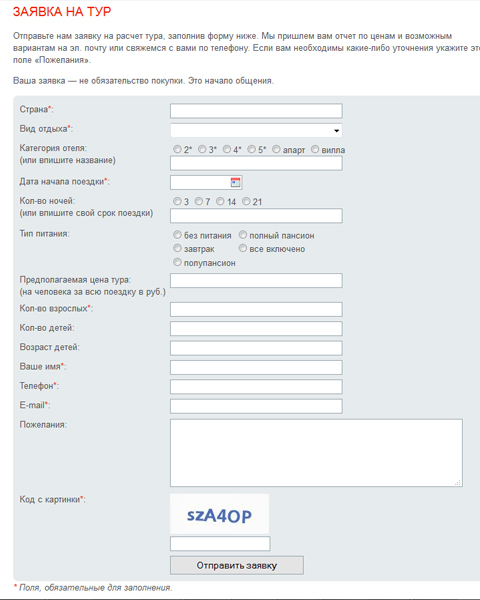 ЗАЯВКА НА ТУР
Отправьте нам заявку на расчет тура, заполнив форму ниже. Мы пришлем вам отчет по ценам и возможным
вариантам на эл. почту или свяжемся с вами по телефону. Если вам необходимы какие-либо уточнения укажите
поле «Пожелания».
Ваша заявка — не обязательство покупки. Это начало общения.
Страна*:
Вид отдыха*:
Категория отеля: 2* 3* 4* 5* апарт вилла
(или впишите название)
Дата начала поездки*:
Кол-во ночей: 3 7 14 21
(или впишите свой срок поездки)
Тип питания: без питания полный пансион
завтрак все включено
полупансион
Предполагаемая цена тура:
(на человека за всю поездку в руб.)
Кол-во взрослых*:
Кол-во детей:
Возраст детей:
Ваше имя*:
Телефон*:
E-mail*:
Пожелания:
Код с картинки*:
szA4OP
Отправить заявку
* Поля, обязательные для заполнения.